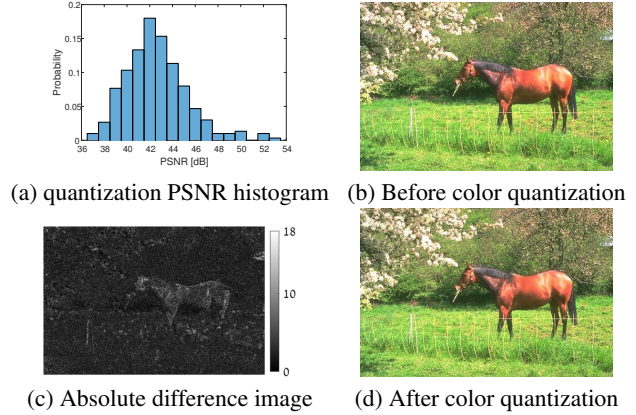 0.2
0.15
0.1
0.05
0
Probability
36 38 40 42 44 46 48 50 52 54
PSNR [dB]
(a) quantization PSNR histogram
(b) Before color quantization
18
10
0
(c) Absolute difference image
(d) After color quantization